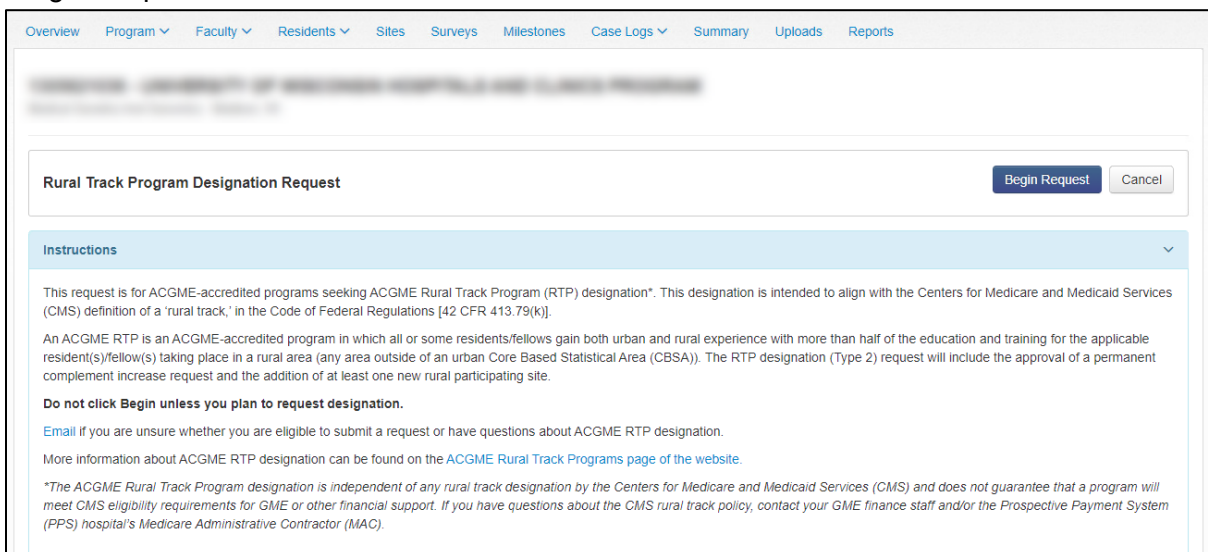 Overview Program Faculty Residents Sites Surveys Milestones Case Logs Summary Uploads Reports
Rural Track Program Designation Request
Begin Request Cancel
Instructions
This request is for ACGME-accredited programs seeking ACGME Rural Track Program (RTP) designation*. This designation is intended to align with the Centers for Medicare and Medicaid Services
(CMS) definition of a 'rural track,' in the Code of Federal Regulations [42 CFR 413.79(k)].
An ACGME RTP is an ACGME-accredited program in which all or some residents/fellows gain both urban and rural experience with more than half of the education and training for the applicable
resident(s)/fellow(s) taking place in a rural area (any area outside of an urban Core Based Statistical Area (CBSA)). The RTP designation (Type 2) request will include the approval of a permanent
complement increase request and the addition of at least one new rural participating site.
Do not click Begin unless you plan to request designation.
Email if you are unsure whether you are eligible to submit a request or have questions about ACGME RTP designation.
More information about ACGME RTP designation can be found on the ACGME Rural Track Programs page of the website.
*The ACGME Rural Track Program designation is independent of any rural track designation by the Centers for Medicare and Medicaid Services (CMS) and does not guarantee that a program will
meet CMS eligibility requirements for GME or other financial support. If you have questions about the CMS rural track policy, contact your GME finance staff and/or the Prospective Payment System
(PPS) hospital's Medicare Administrative Contractor (MAC).